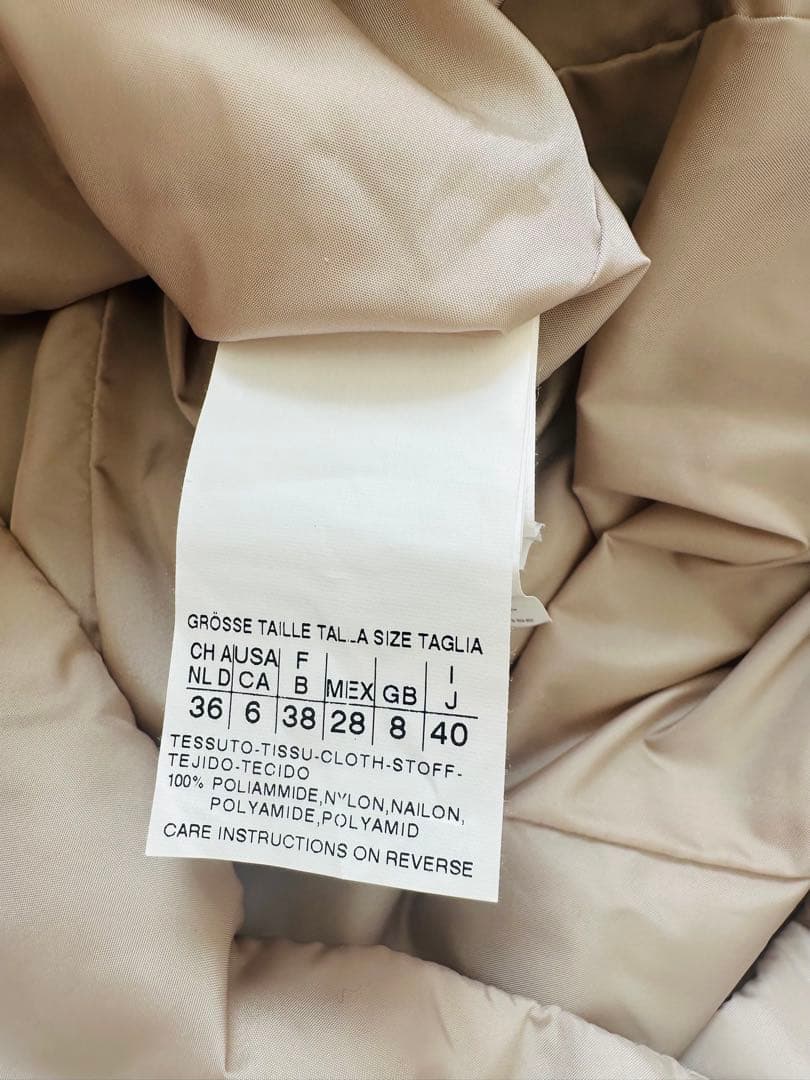 GRÖSSE TAILLE TALLA SIZE TAGLIA
CH A USA F I
NL D CA B MEX GB J
36 6 38 28 8 40
TESSUTO-TISSU-CLOTH-STOFF-
TEJIDO-TECIDO
100% POLIAMMIDE,NYLON,NAILON,
POLYAMIDE,POLYAMID
CARE INSTRUCTIONS ON REVERSE